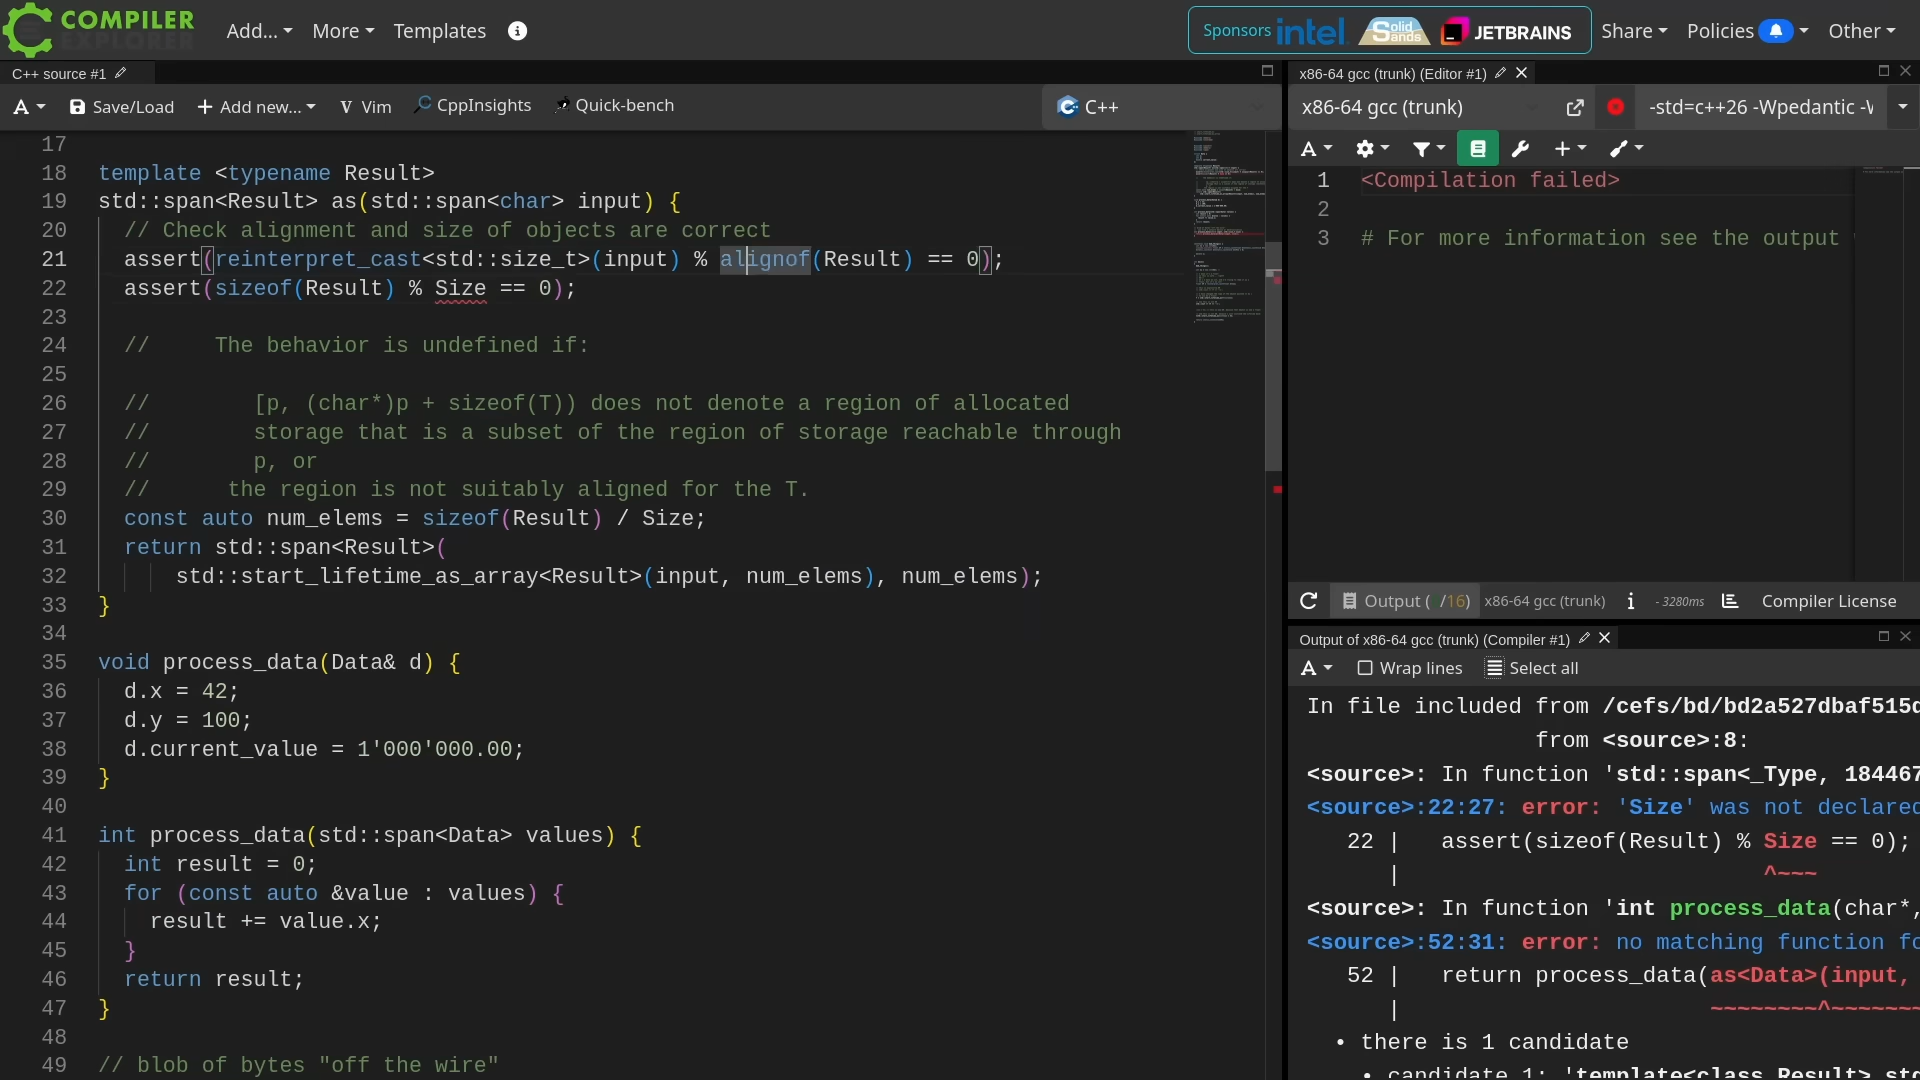 COMPILER
EXPLORER
Add...
More
Templates
Sponsors
intel
Solid Sands
JETBRAINS
Share
Policies
Other
C++ source #1
A
Save/Load
Add new...
Vim
CppInsights
Quick-bench
C++
17
18 template <typename Result>
19 std::span<Result> as(std::span<char> input) {
20 // Check alignment and size of objects are correct
21 assert(reinterpret_cast<std::size_t>(input) % alignof(Result) == 0);
22 assert(sizeof(Result) % Size == 0);
23
24 // The behavior is undefined if:
25
26 // [p, (char*)p + sizeof(T)) does not denote a region of allocated
27 // storage that is a subset of the region of storage reachable through
28 // p, or
29 // the region is not suitably aligned for the T.
30 const auto num_elems = sizeof(Result) / Size;
31 return std::span<Result>(
32 std::start_lifetime_as_array<Result>(input, num_elems), num_elems);
33 }
34
35 void process_data(Data& d) {
36 d.x = 42;
37 d.y = 100;
38 d.current_value = 1'000'000.00;
39 }
40
41 int process_data(std::span<Data> values) {
42 int result = 0;
43 for (const auto &value : values) {
44 result += value.x;
45 }
46 return result;
47 }
48
49 // blob of bytes "off the wire"
x86-64 gcc (trunk) (Editor #1)
x86-64 gcc (trunk)
-std=c++26 -Wpedantic -W
A
1 <Compilation failed>
2
3 # For more information see the output
Output ( /16)
x86-64 gcc (trunk)
- 3280ms
Compiler License
Output of x86-64 gcc (trunk) (Compiler #1)
A
Wrap lines
Select all
In file included from /cefs/bd/bd2a527dbaf515
from <source>:8:
<source>: In function 'std::span<_Type, 184467
<source>:22:27: error: 'Size' was not declared
22 | assert(sizeof(Result) % Size == 0);
| ^~~~
<source>: In function 'int process_data(char*,
<source>:52:31: error: no matching function fo
52 | return process_data(as<Data>(input,
| ~~~~~~~~^~~~~~~
• there is 1 candidate
• candidate 1: 'template<class Result> std